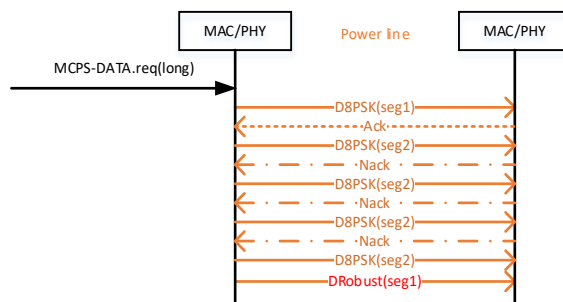 MAC/PHY
Power line
MAC/PHY
MCPS-DATA.req(long)
D8PSK(seg1)
Ack
D8PSK(seg2)
Nack
D8PSK(seg2)
Nack
D8PSK(seg2)
Nack
D8PSK(seg2)
DRobust(seg1)